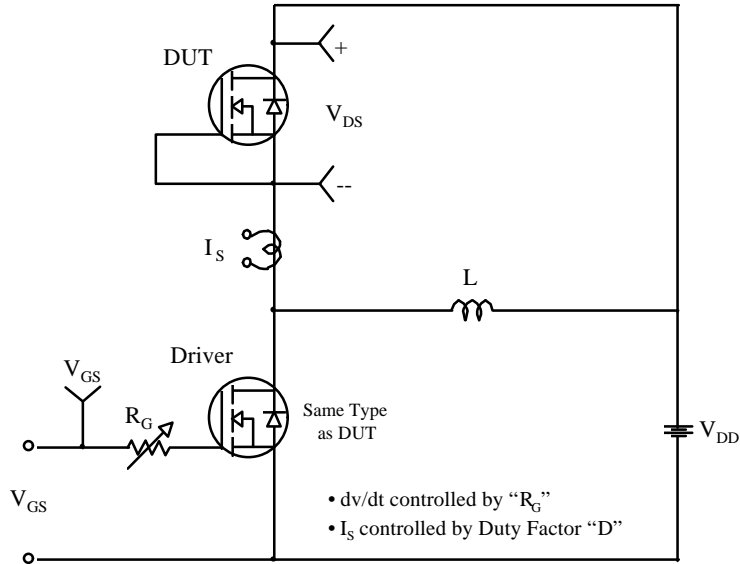 DUT
+
V_DS
--
I_S
L
Driver
V_GS
R_G
Same Type
as DUT
V_DD
V_GS
• dv/dt controlled by “R_G”
• I_S controlled by Duty Factor “D”